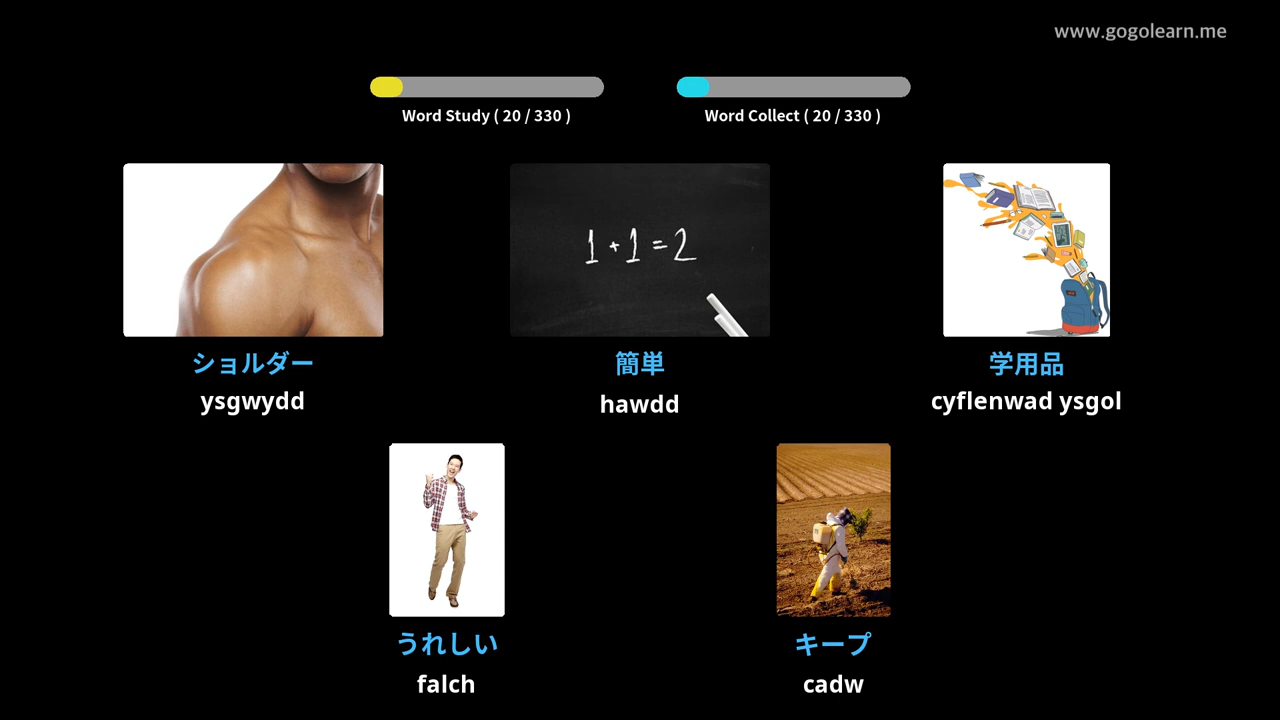 www.gogolearn.me
Word Study ( 20 / 330 )
Word Collect ( 20 / 330 )
1 + 1 = 2
ショルダー
簡単
学用品
ysgwydd
hawdd
cyflenwad ysgol
うれしい
キープ
falch
cadw